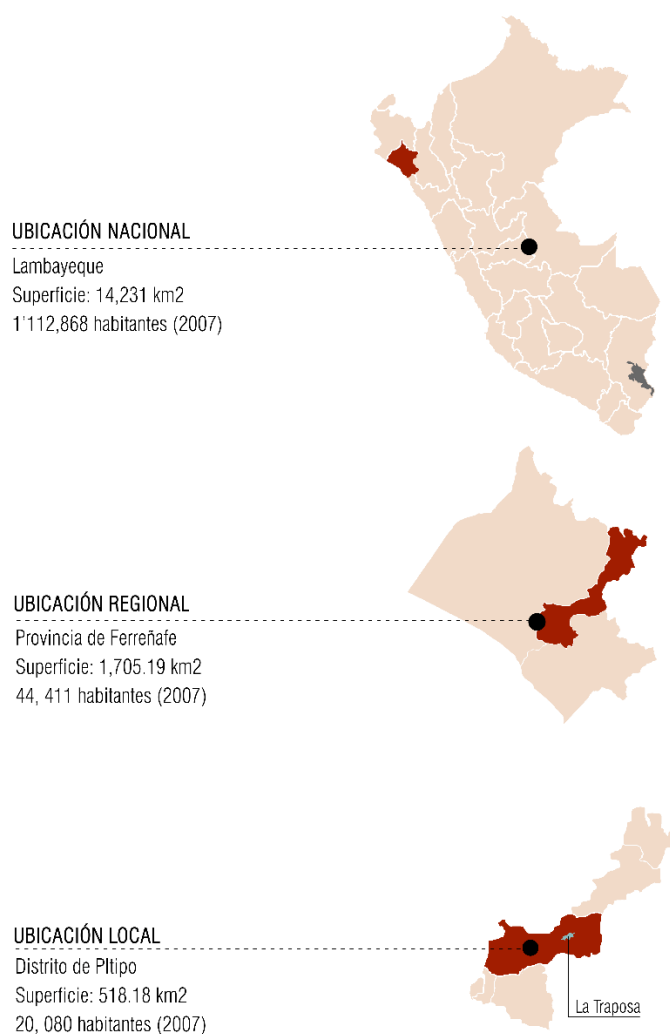 UBICACIÓN NACIONAL
Lambayeque
Superficie: 14,231 km2
1'112,868 habitantes (2007)
UBICACIÓN REGIONAL
Provincia de Ferreñafe
Superficie: 1,705.19 km2
44, 411 habitantes (2007)
UBICACIÓN LOCAL
Distrito de PItipo
Superficie: 518.18 km2
20, 080 habitantes (2007)
La Traposa